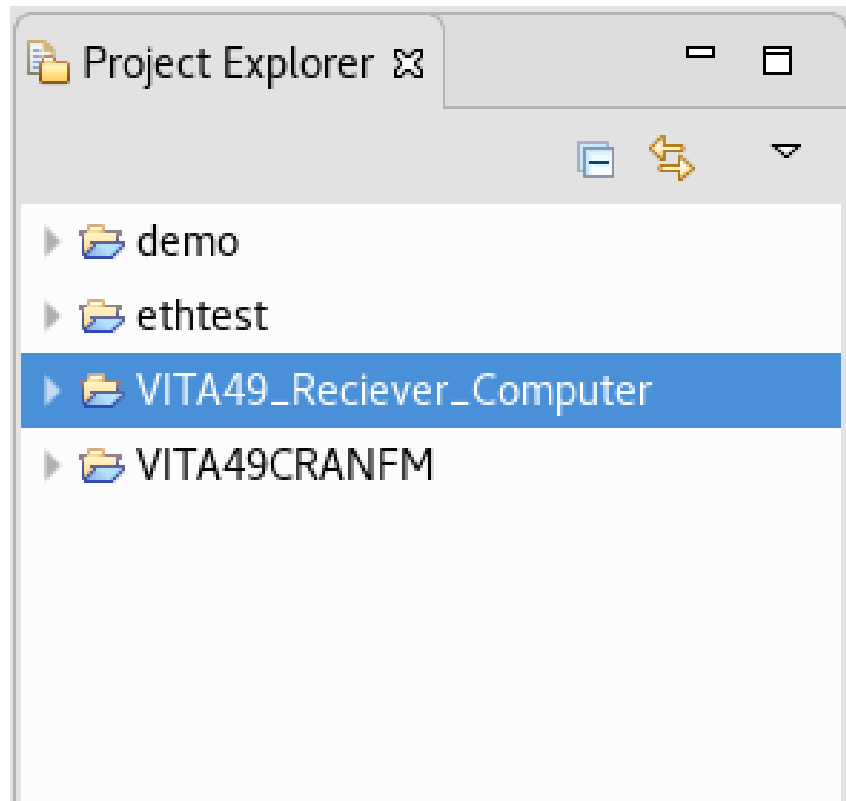 Project Explorer
demo
ethtest
VITA49_Reciever_Computer
VITA49CRANFM